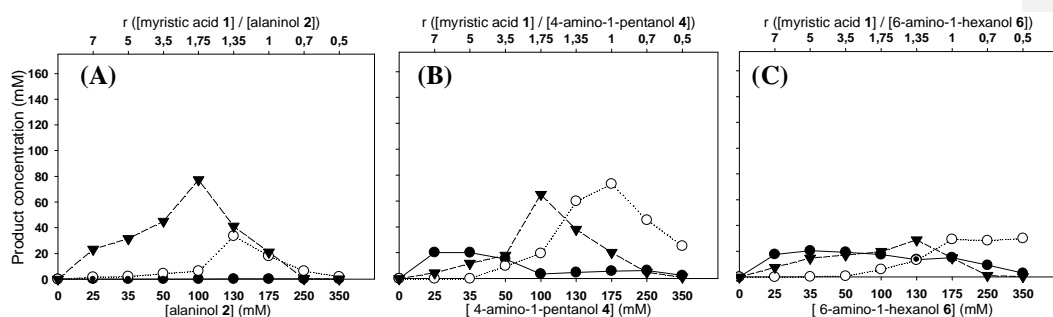 r ([myristic acid 1] / [alaninol 2])
7 5 3,5 1,75 1,35 1 0,7 0,5
(A)
Product concentration (mM)
160
140
120
100
80
60
40
20
0
0 25 35 50 100 130 175 250 350
[alaninol 2] (mM)
r ([myristic acid 1] / [4-amino-1-pentanol 4])
7 5 3,5 1,75 1,35 1 0,7 0,5
(B)
0 25 35 50 100 130 175 250 350
[ 4-amino-1-pentanol 4] (mM)
r ([myristic acid 1] / [6-amino-1-hexanol 6])
7 5 3,5 1,75 1,35 1 0,7 0,5
(C)
0 25 35 50 100 130 175 250 350
[ 6-amino-1-hexanol 6] (mM)